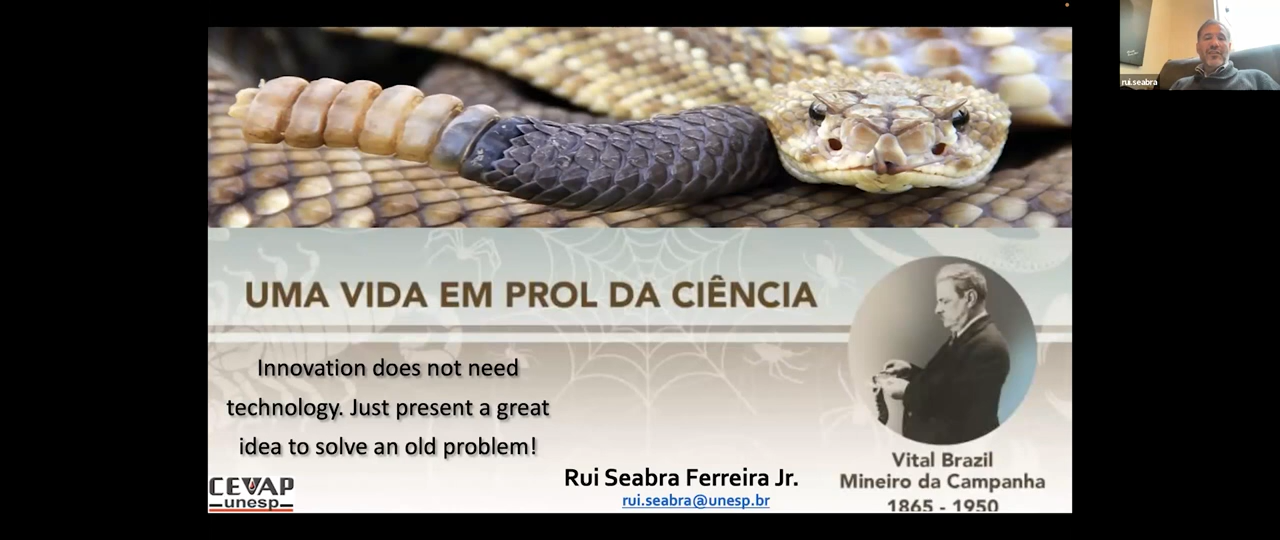 rui.seabra
UMA VIDA EM PROL DA CIÊNCIA
Innovation does not need
technology. Just present a great
idea to solve an old problem!
CEVAP
unesp
Rui Seabra Ferreira Jr.
rui.seabra@unesp.br
Vital Brazil
Mineiro da Campanha
1865 - 1950